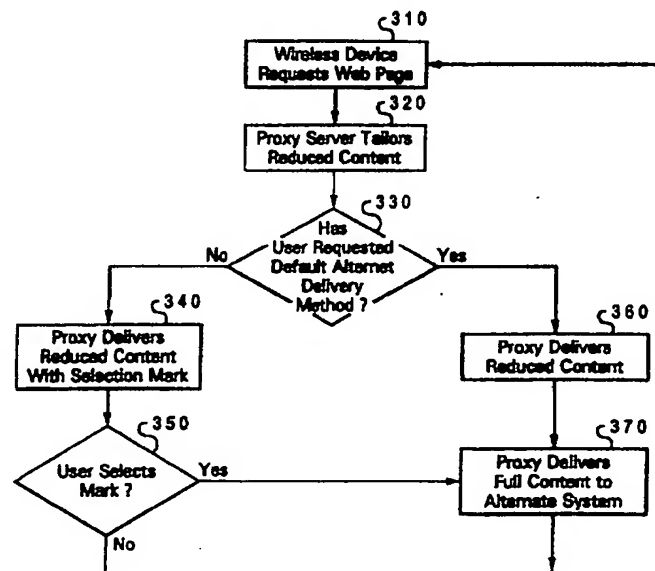 310
Wireless Device
Requests Web Page
320
Proxy Server Tailors
Reduced Content
330
Has
User Requested
Default Alternet
Delivery
Method ?
No
Yes
340
Proxy Delivers
Reduced Content
With Selection Mark
360
Proxy Delivers
Reduced Content
350
User Selects
Mark ?
Yes
No
370
Proxy Delivers
Full Content to
Alternate System